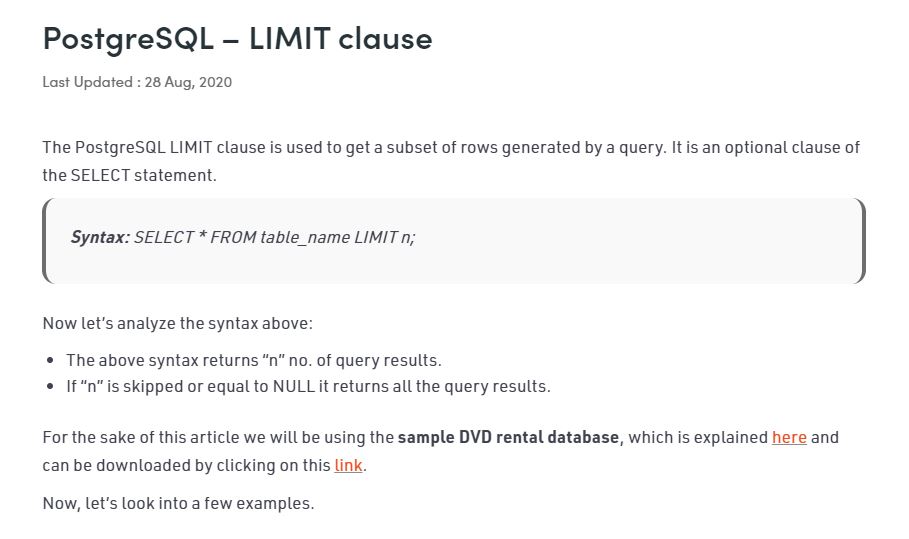 PostgreSQL – LIMIT clause
Last Updated : 28 Aug, 2020
The PostgreSQL LIMIT clause is used to get a subset of rows generated by a query. It is an optional clause of
the SELECT statement.
Syntax: SELECT * FROM table_name LIMIT n;
Now let’s analyze the syntax above:
• The above syntax returns “n” no. of query results.
• If “n” is skipped or equal to NULL it returns all the query results.
For the sake of this article we will be using the sample DVD rental database, which is explained here and
can be downloaded by clicking on this link.
Now, let’s look into a few examples.